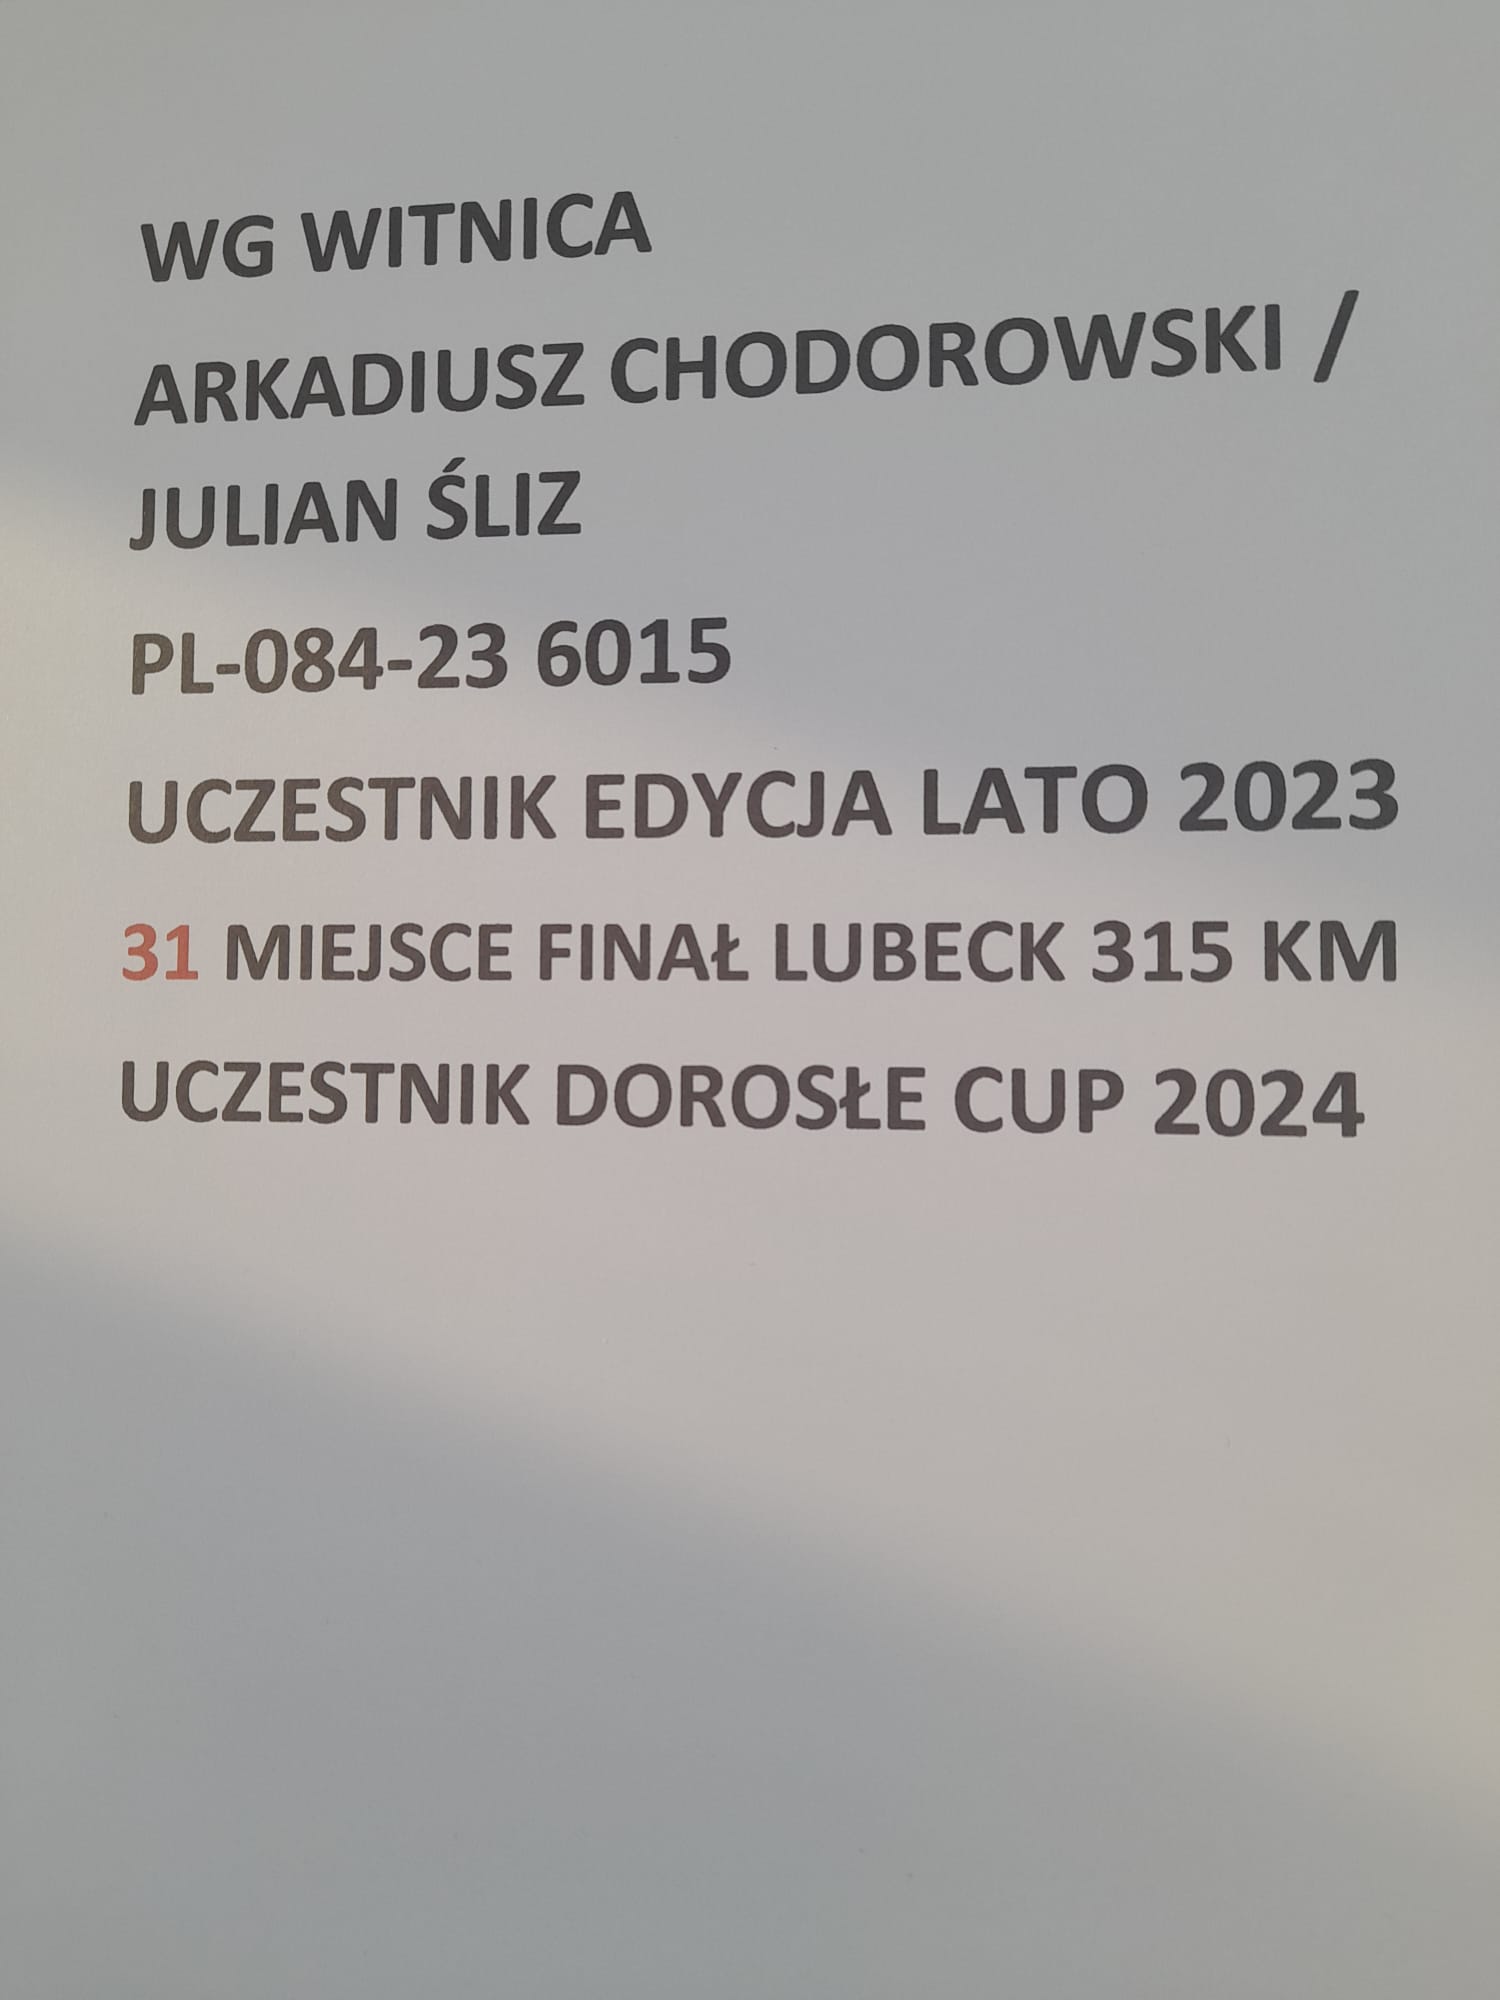 WG WITNICA
ARKADIUSZ CHODOROWSKI /
JULIAN ŚLIZ
PL-084-23 6015
UCZESTNIK EDYCJA LATO 2023
31 MIEJSCE FINAŁ LUBECK 315 KM
UCZESTNIK DOROSŁE CUP 2024